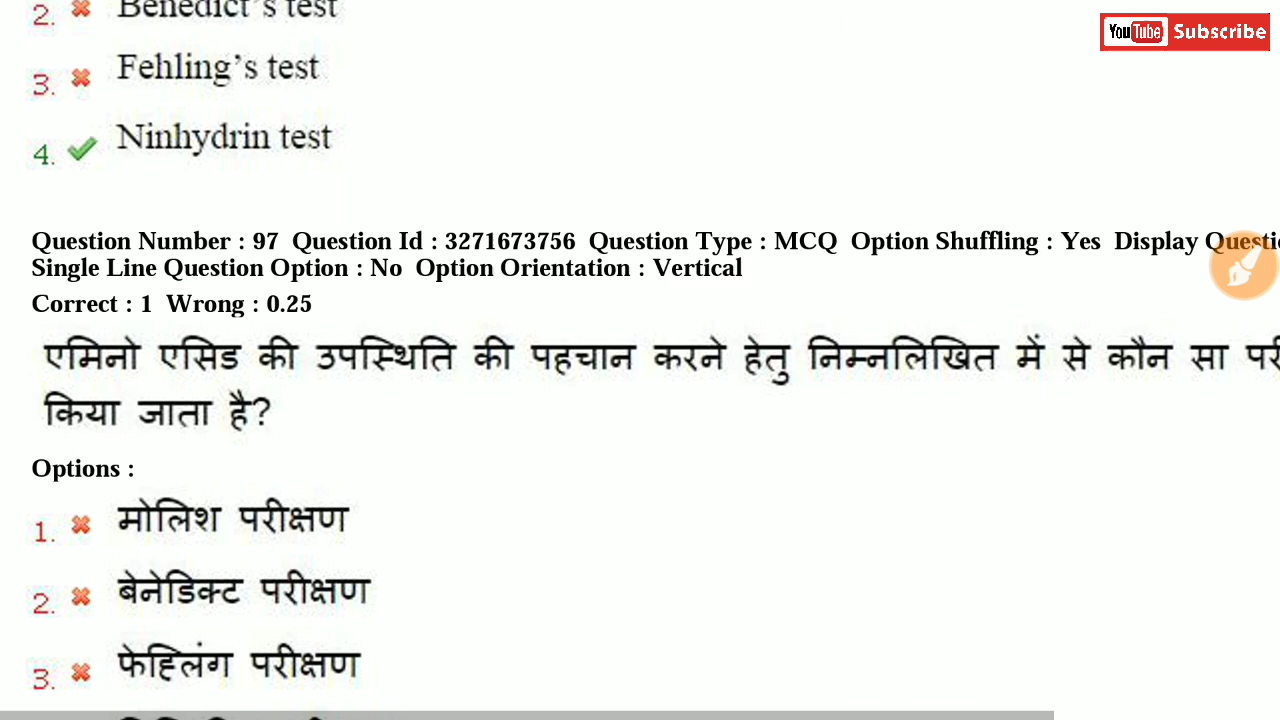 2. Benedict's test
YouTube Subscribe
3. Fehling's test
4. Ninhydrin test
Question Number : 97 Question Id : 3271673756 Question Type : MCQ Option Shuffling : Yes Display
Single Line Question Option : No Option Orientation : Vertical
Correct : 1 Wrong : 0.25
एमिनो एसिड की उपस्थिति की पहचान करने हेतु निम्नलिखित में से कौन सा
किया जाता है?
Options :
1. मोलिश परीक्षण
2. बेनेडिक्ट परीक्षण
3. फेह्लिंग परीक्षण